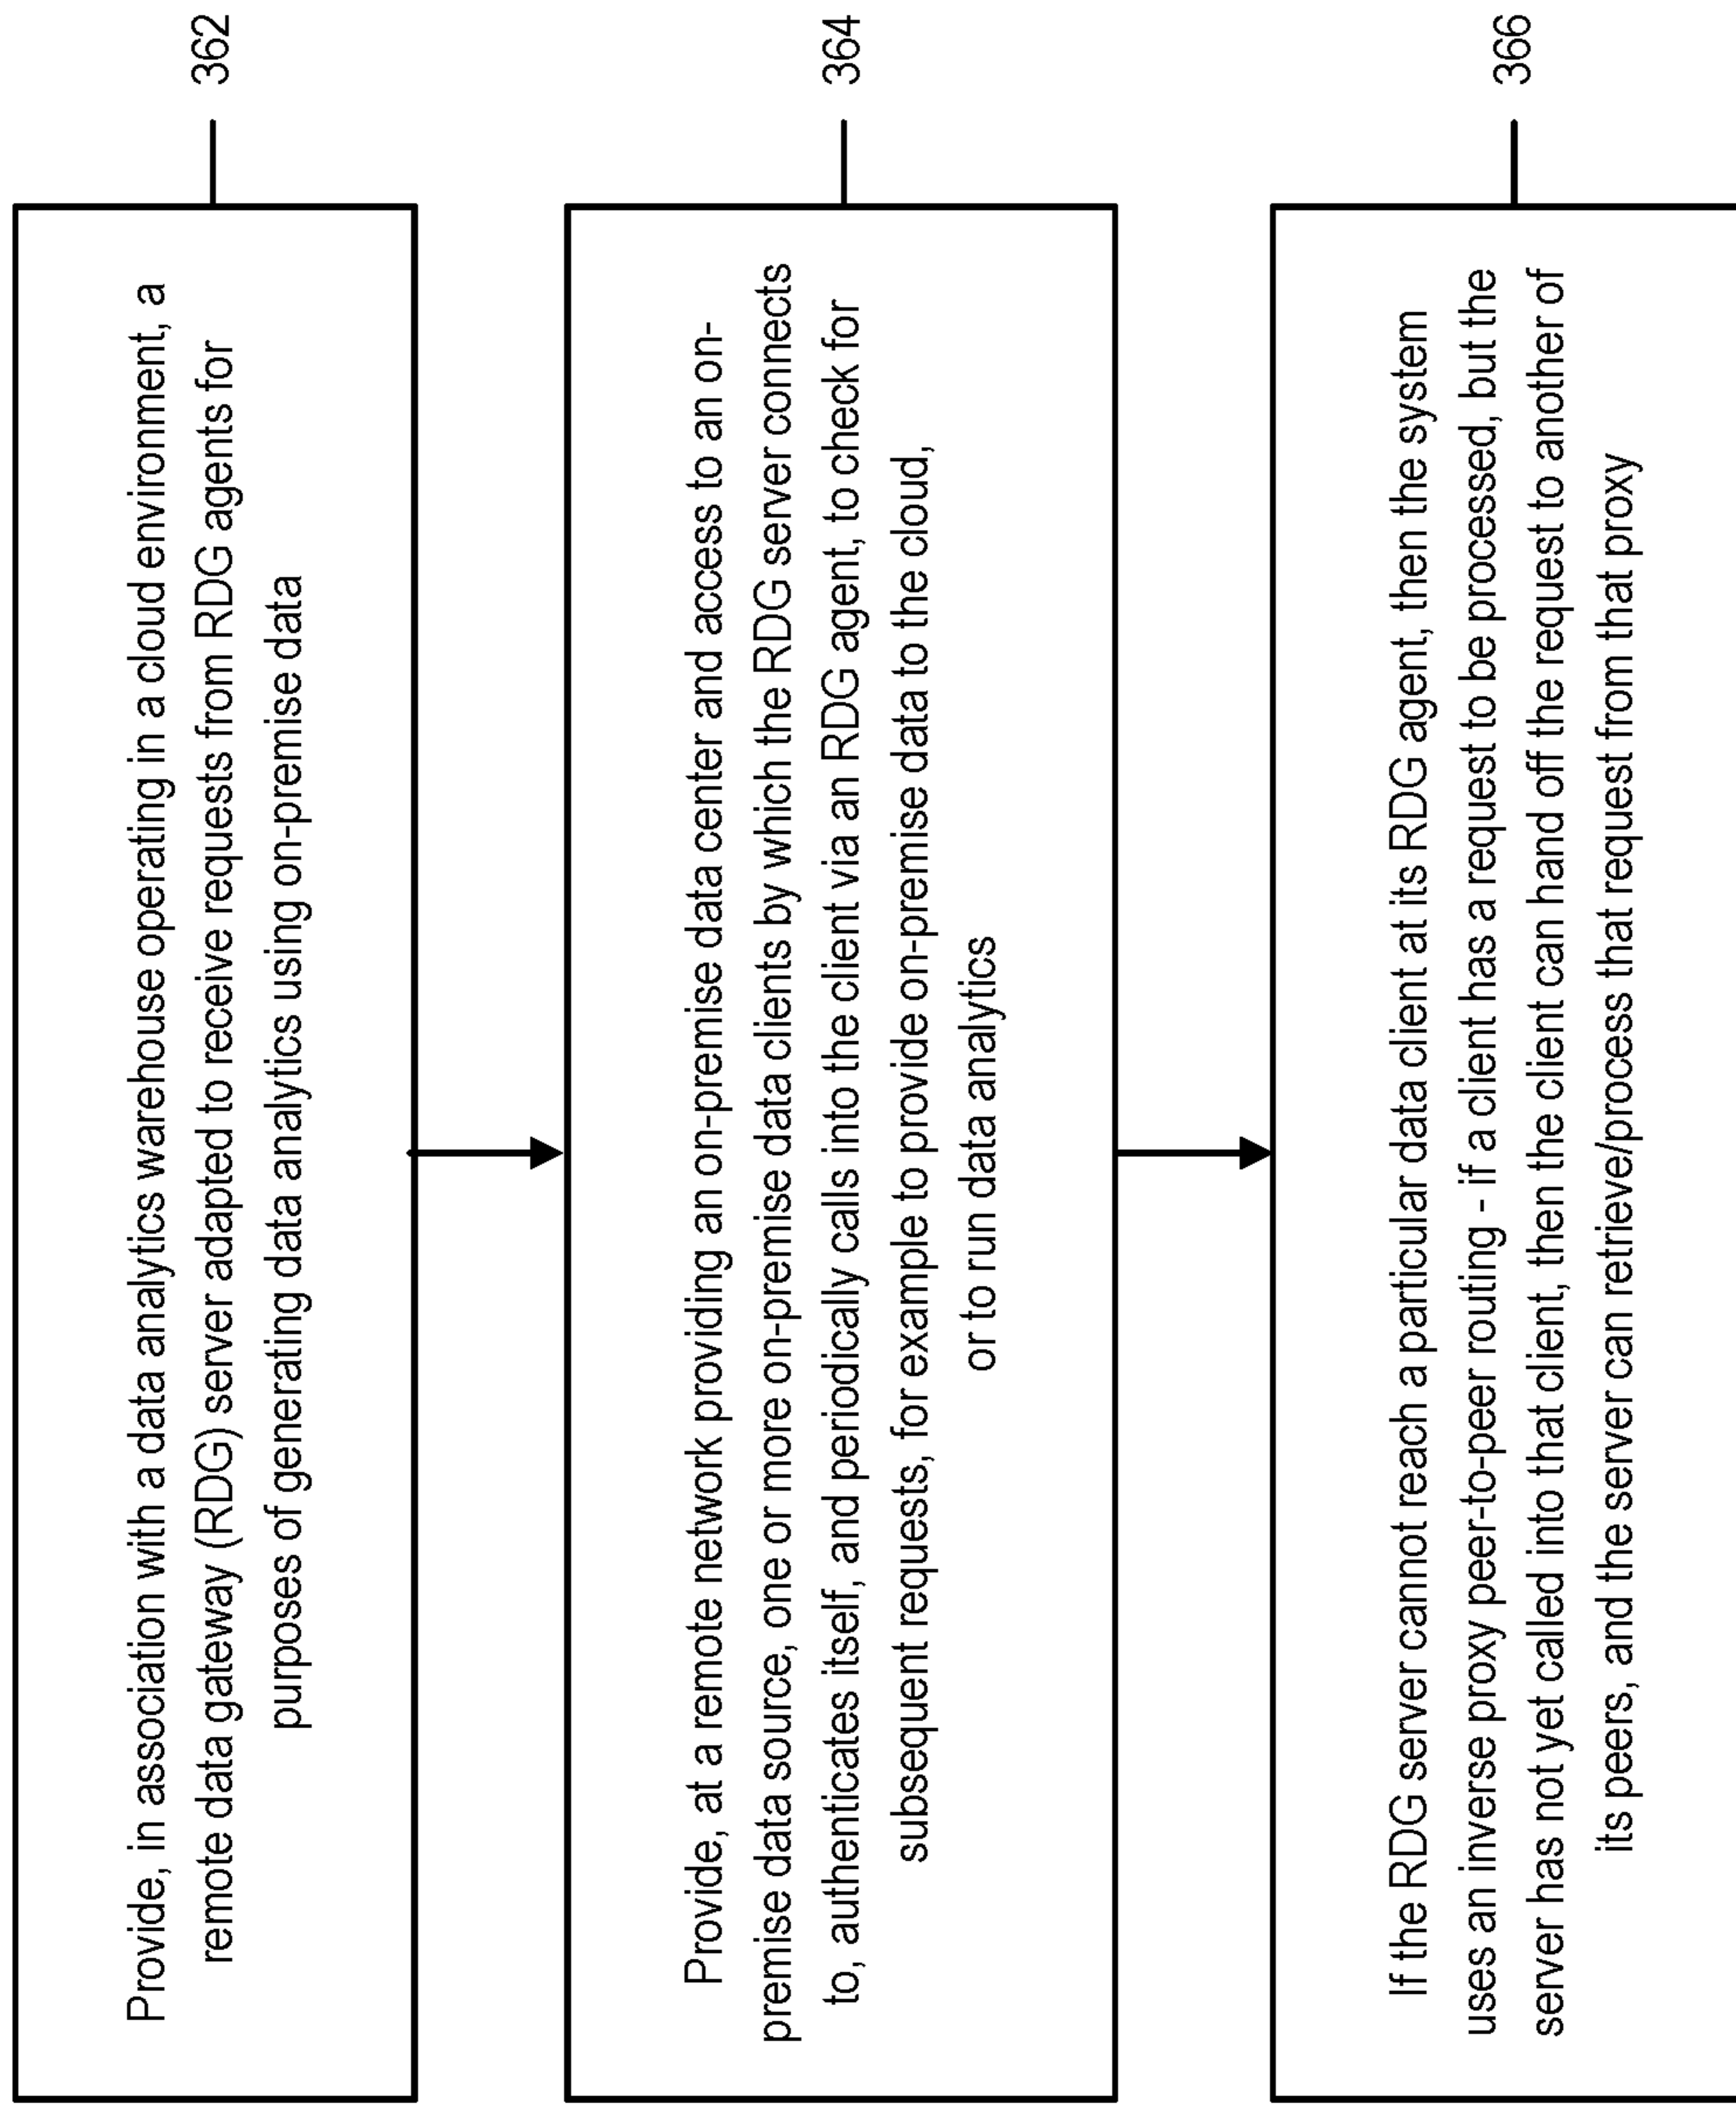 Provide, in association with a data analytics warehouse operating in a cloud environment, a
remote data gateway (RDG) server adapted to receive requests from RDG agents for
purposes of generating data analytics using on-premise data
362
Provide, at a remote network providing an on-premise data center and access to an on-
premise data source, one or more on-premise data clients by which the RDG server connects
to, authenticates itself, and periodically calls into the client via an RDG agent, to check for
subsequent requests, for example to provide on-premise data to the cloud,
or to run data analytics
364
If the RDG server cannot reach a particular data client at its RDG agent, then the system
uses an inverse proxy peer-to-peer routing - if a client has a request to be processed, but the
server has not yet called into that client, then the client can hand off the request to another of
its peers, and the server can retrieve/process that request from that proxy
366